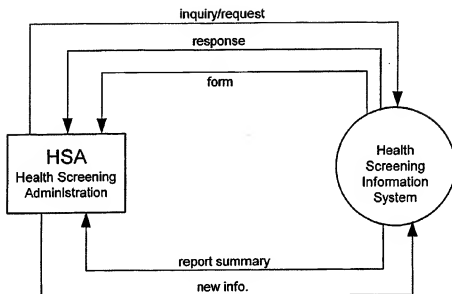 inquiry/request
response
form
HSA
Health Screening
Administration
Health
Screening
Information
System
report summary
new info.